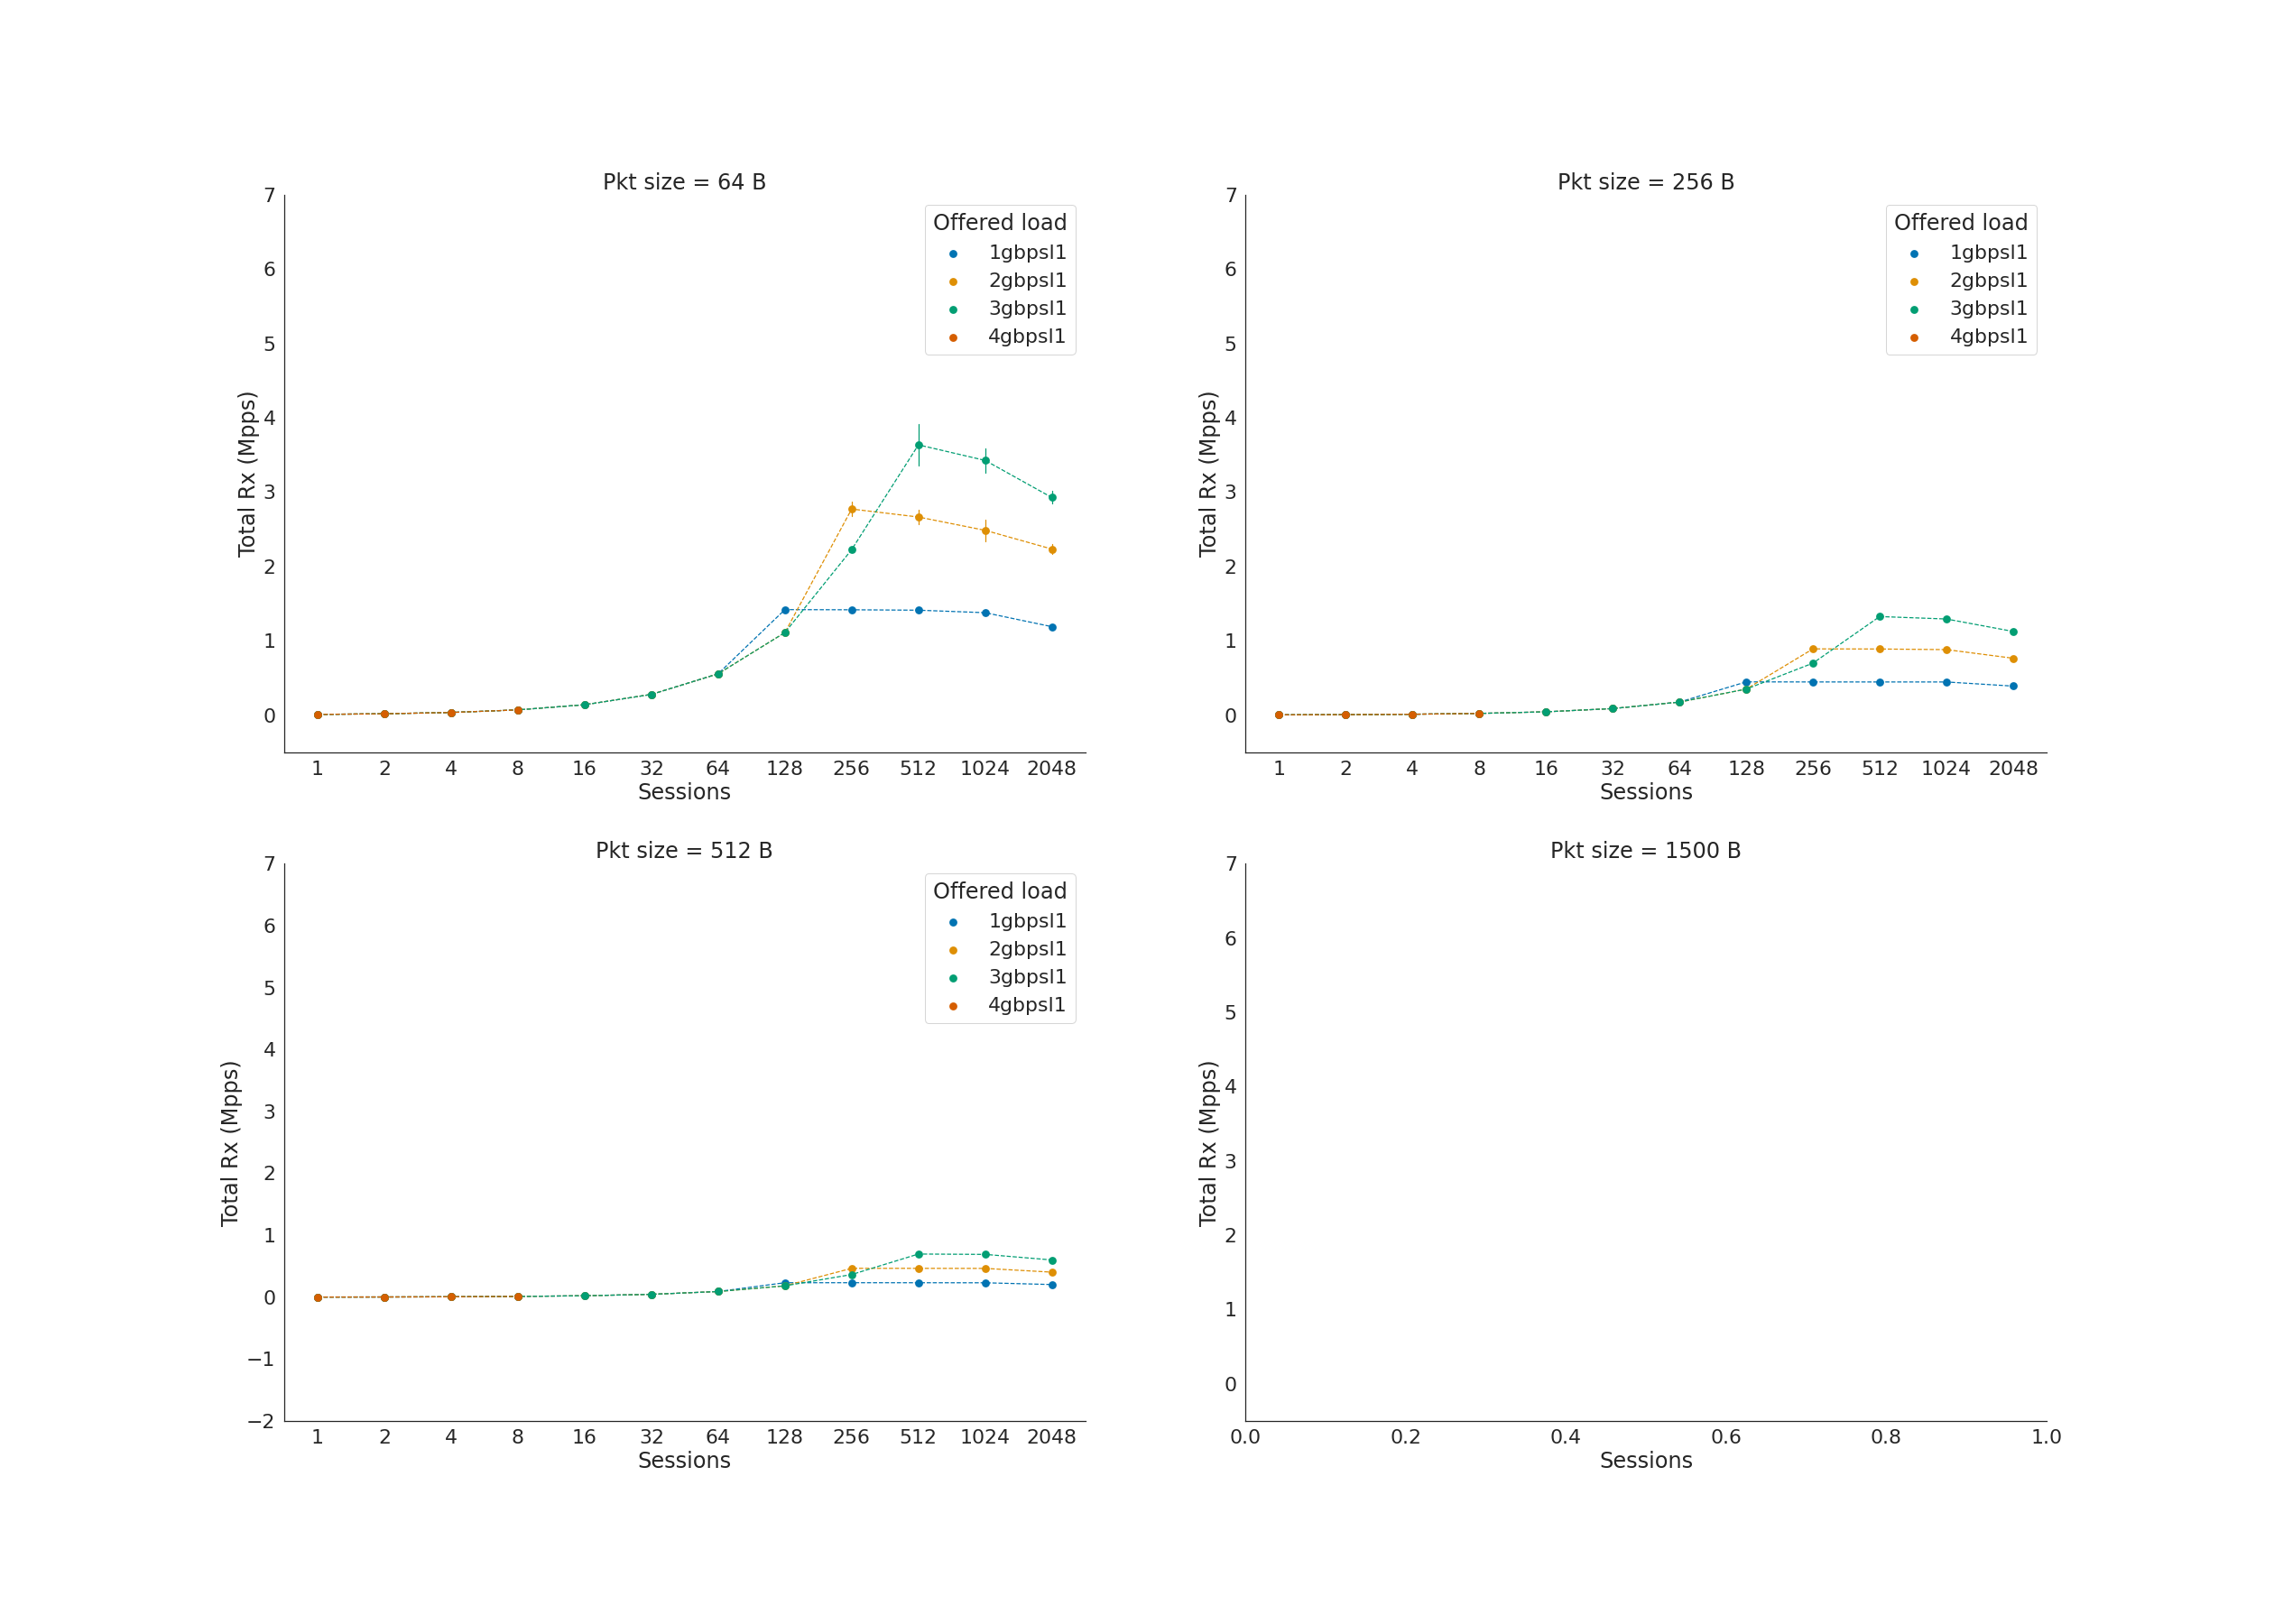 Pkt size = 64 B
7
6
5
4
3
2
1
0
Total Rx (Mpps)
Offered load
1gbpsl1
2gbpsl1
3gbpsl1
4gbpsl1
1 2 4 8 16 32 64 128 256 512 1024 2048
Sessions
Pkt size = 256 B
7
6
5
4
3
2
1
0
Total Rx (Mpps)
Offered load
1gbpsl1
2gbpsl1
3gbpsl1
4gbpsl1
1 2 4 8 16 32 64 128 256 512 1024 2048
Sessions
Pkt size = 512 B
7
6
5
4
3
2
1
0
−1
−2
Total Rx (Mpps)
Offered load
1gbpsl1
2gbpsl1
3gbpsl1
4gbpsl1
1 2 4 8 16 32 64 128 256 512 1024 2048
Sessions
Pkt size = 1500 B
7
6
5
4
3
2
1
0
Total Rx (Mpps)
0.0 0.2 0.4 0.6 0.8 1.0
Sessions